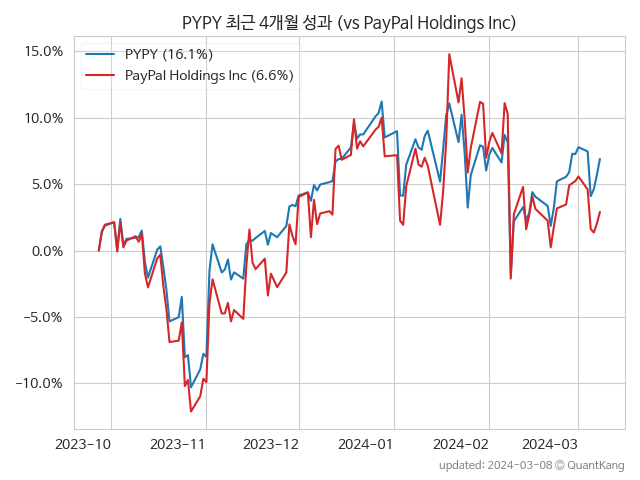 PYPY 최근 4개월 성과 (vs PayPal Holdings Inc)
PYPY (16.1%)
PayPal Holdings Inc (6.6%)
15.0%
10.0%
5.0%
0.0%
−5.0%
−10.0%
2023-10 2023-11 2023-12 2024-01 2024-02 2024-03
updated: 2024-03-08 © QuantKang